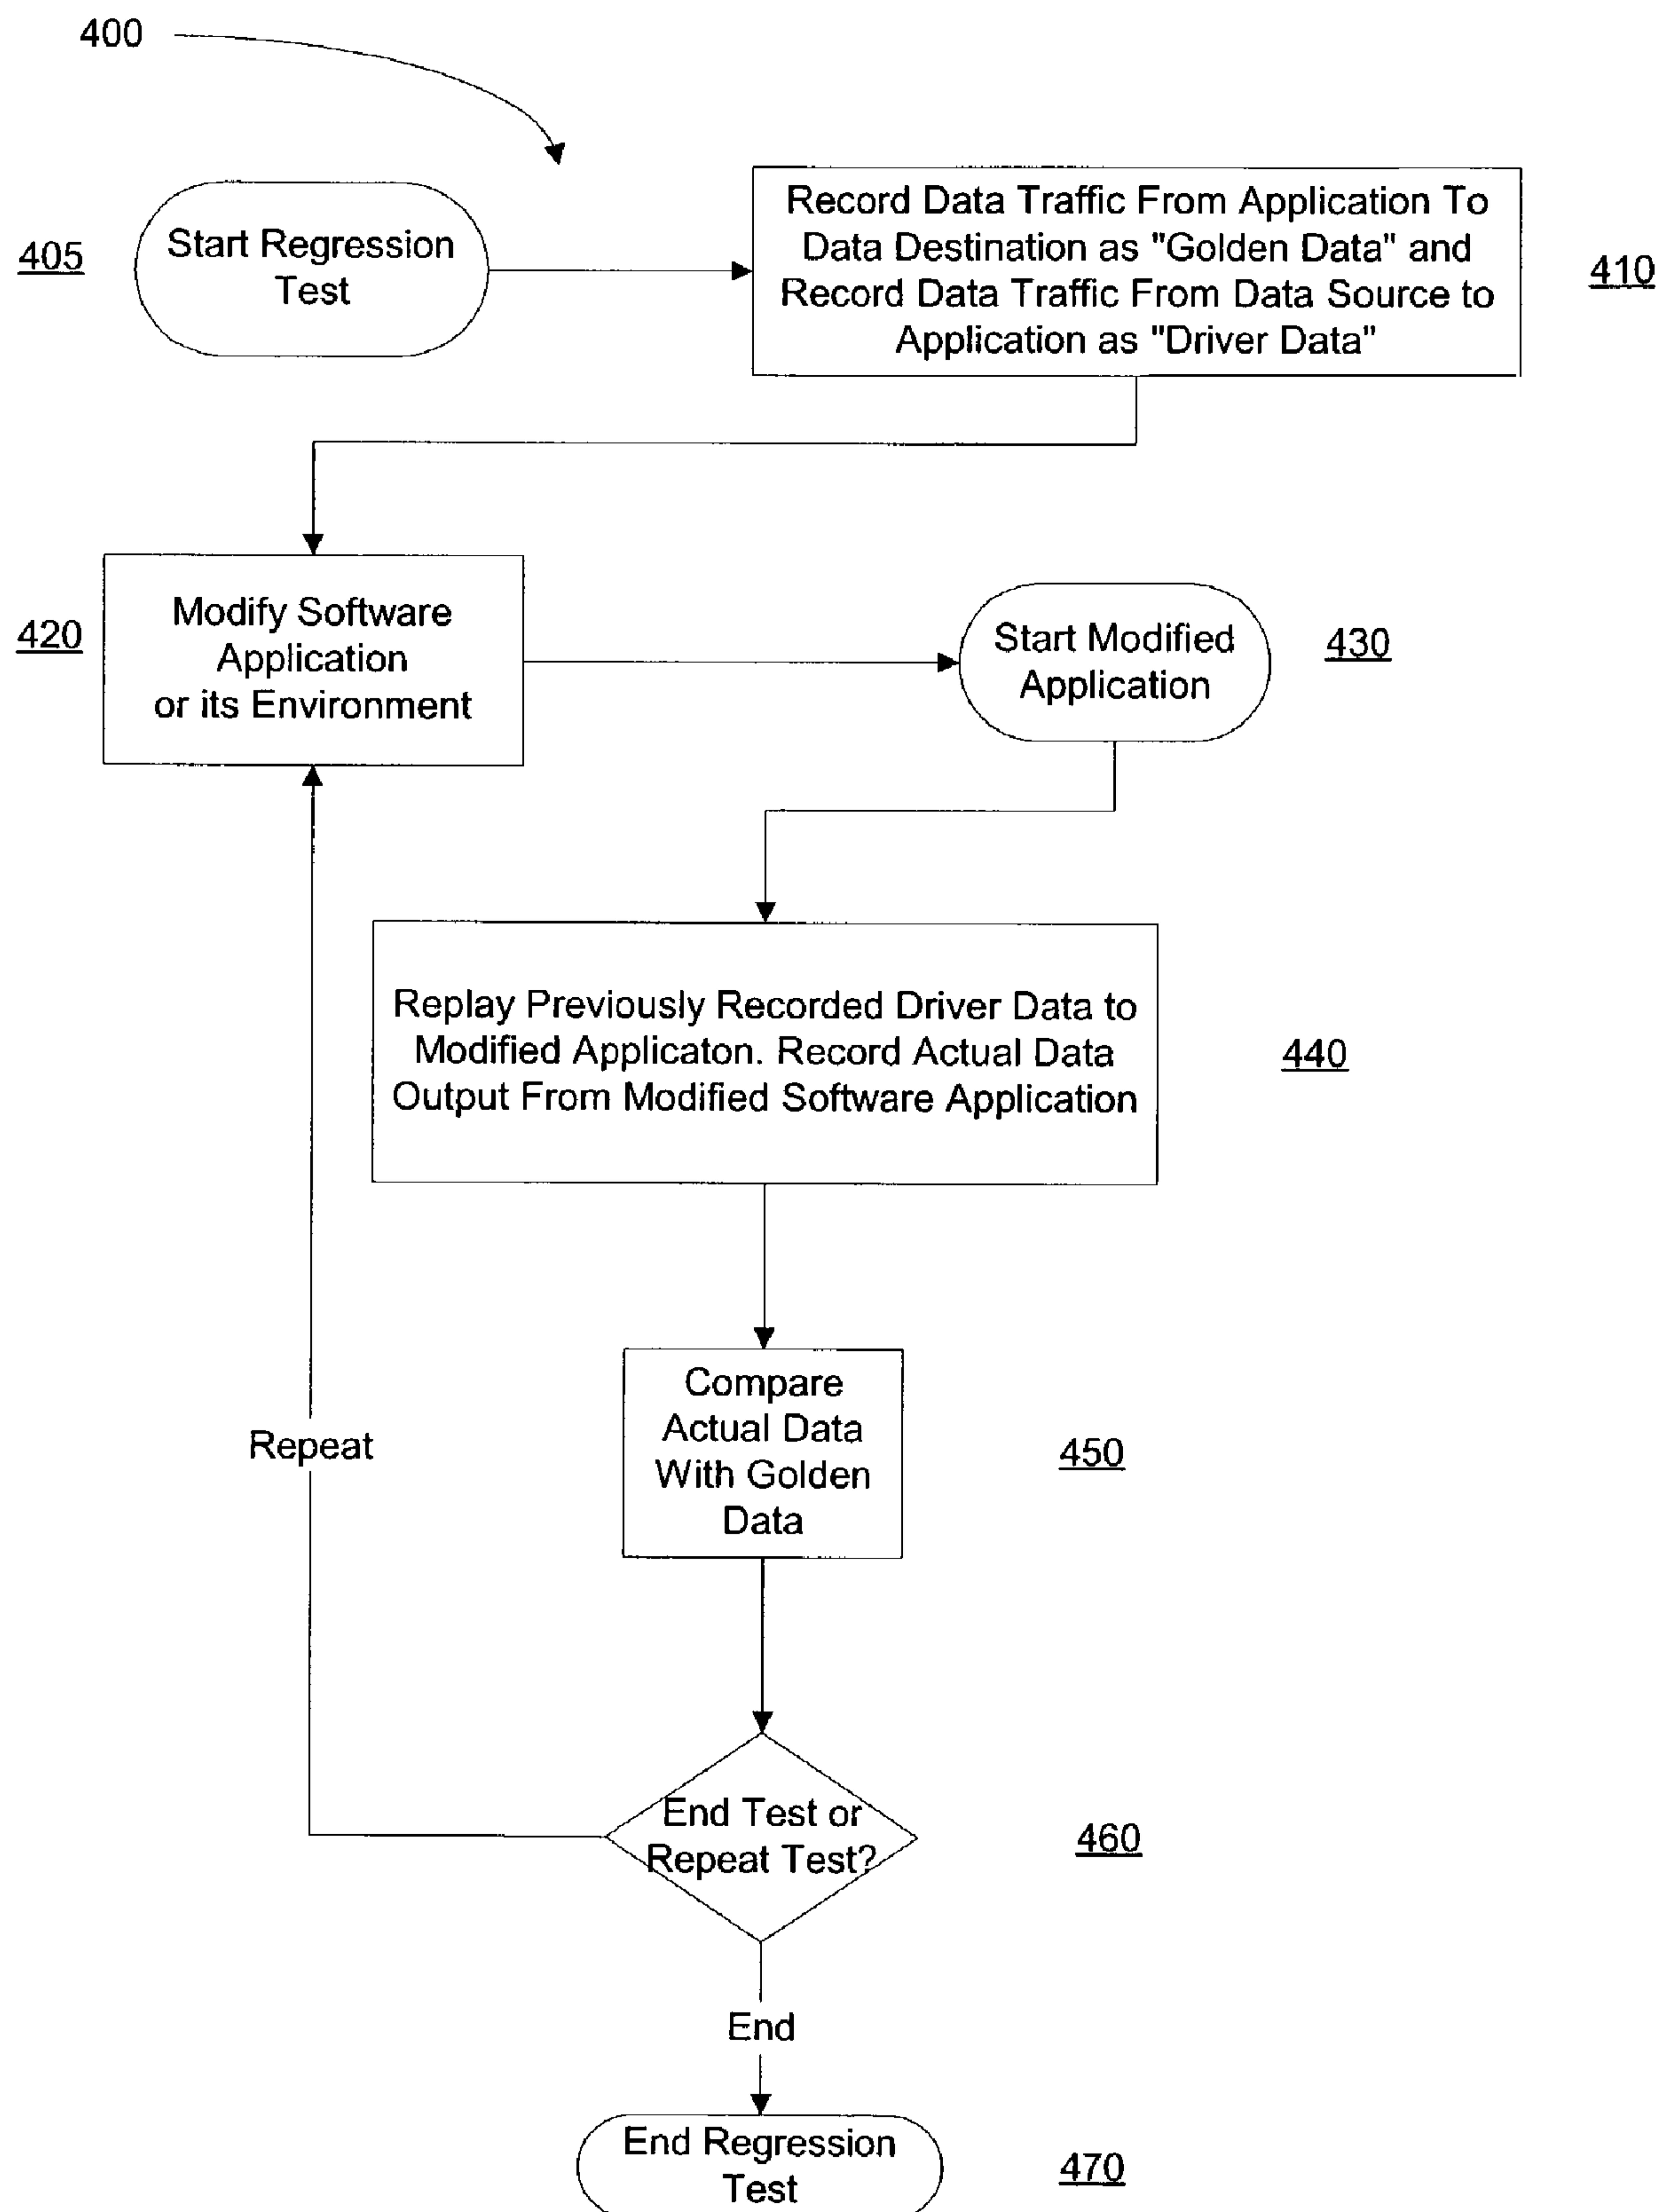 400
405
Start Regression
Test
Record Data Traffic From Application To
Data Destination as "Golden Data" and
Record Data Traffic From Data Source to
Application as "Driver Data"
410
420
Modify Software
Application
or its Environment
Start Modified
Application
430
Replay Previously Recorded Driver Data to
Modified Applicaton. Record Actual Data
Output From Modified Software Application
440
Compare
Actual Data
With Golden
Data
450
Repeat
End Test or
Repeat Test?
460
End
End Regression
Test
470